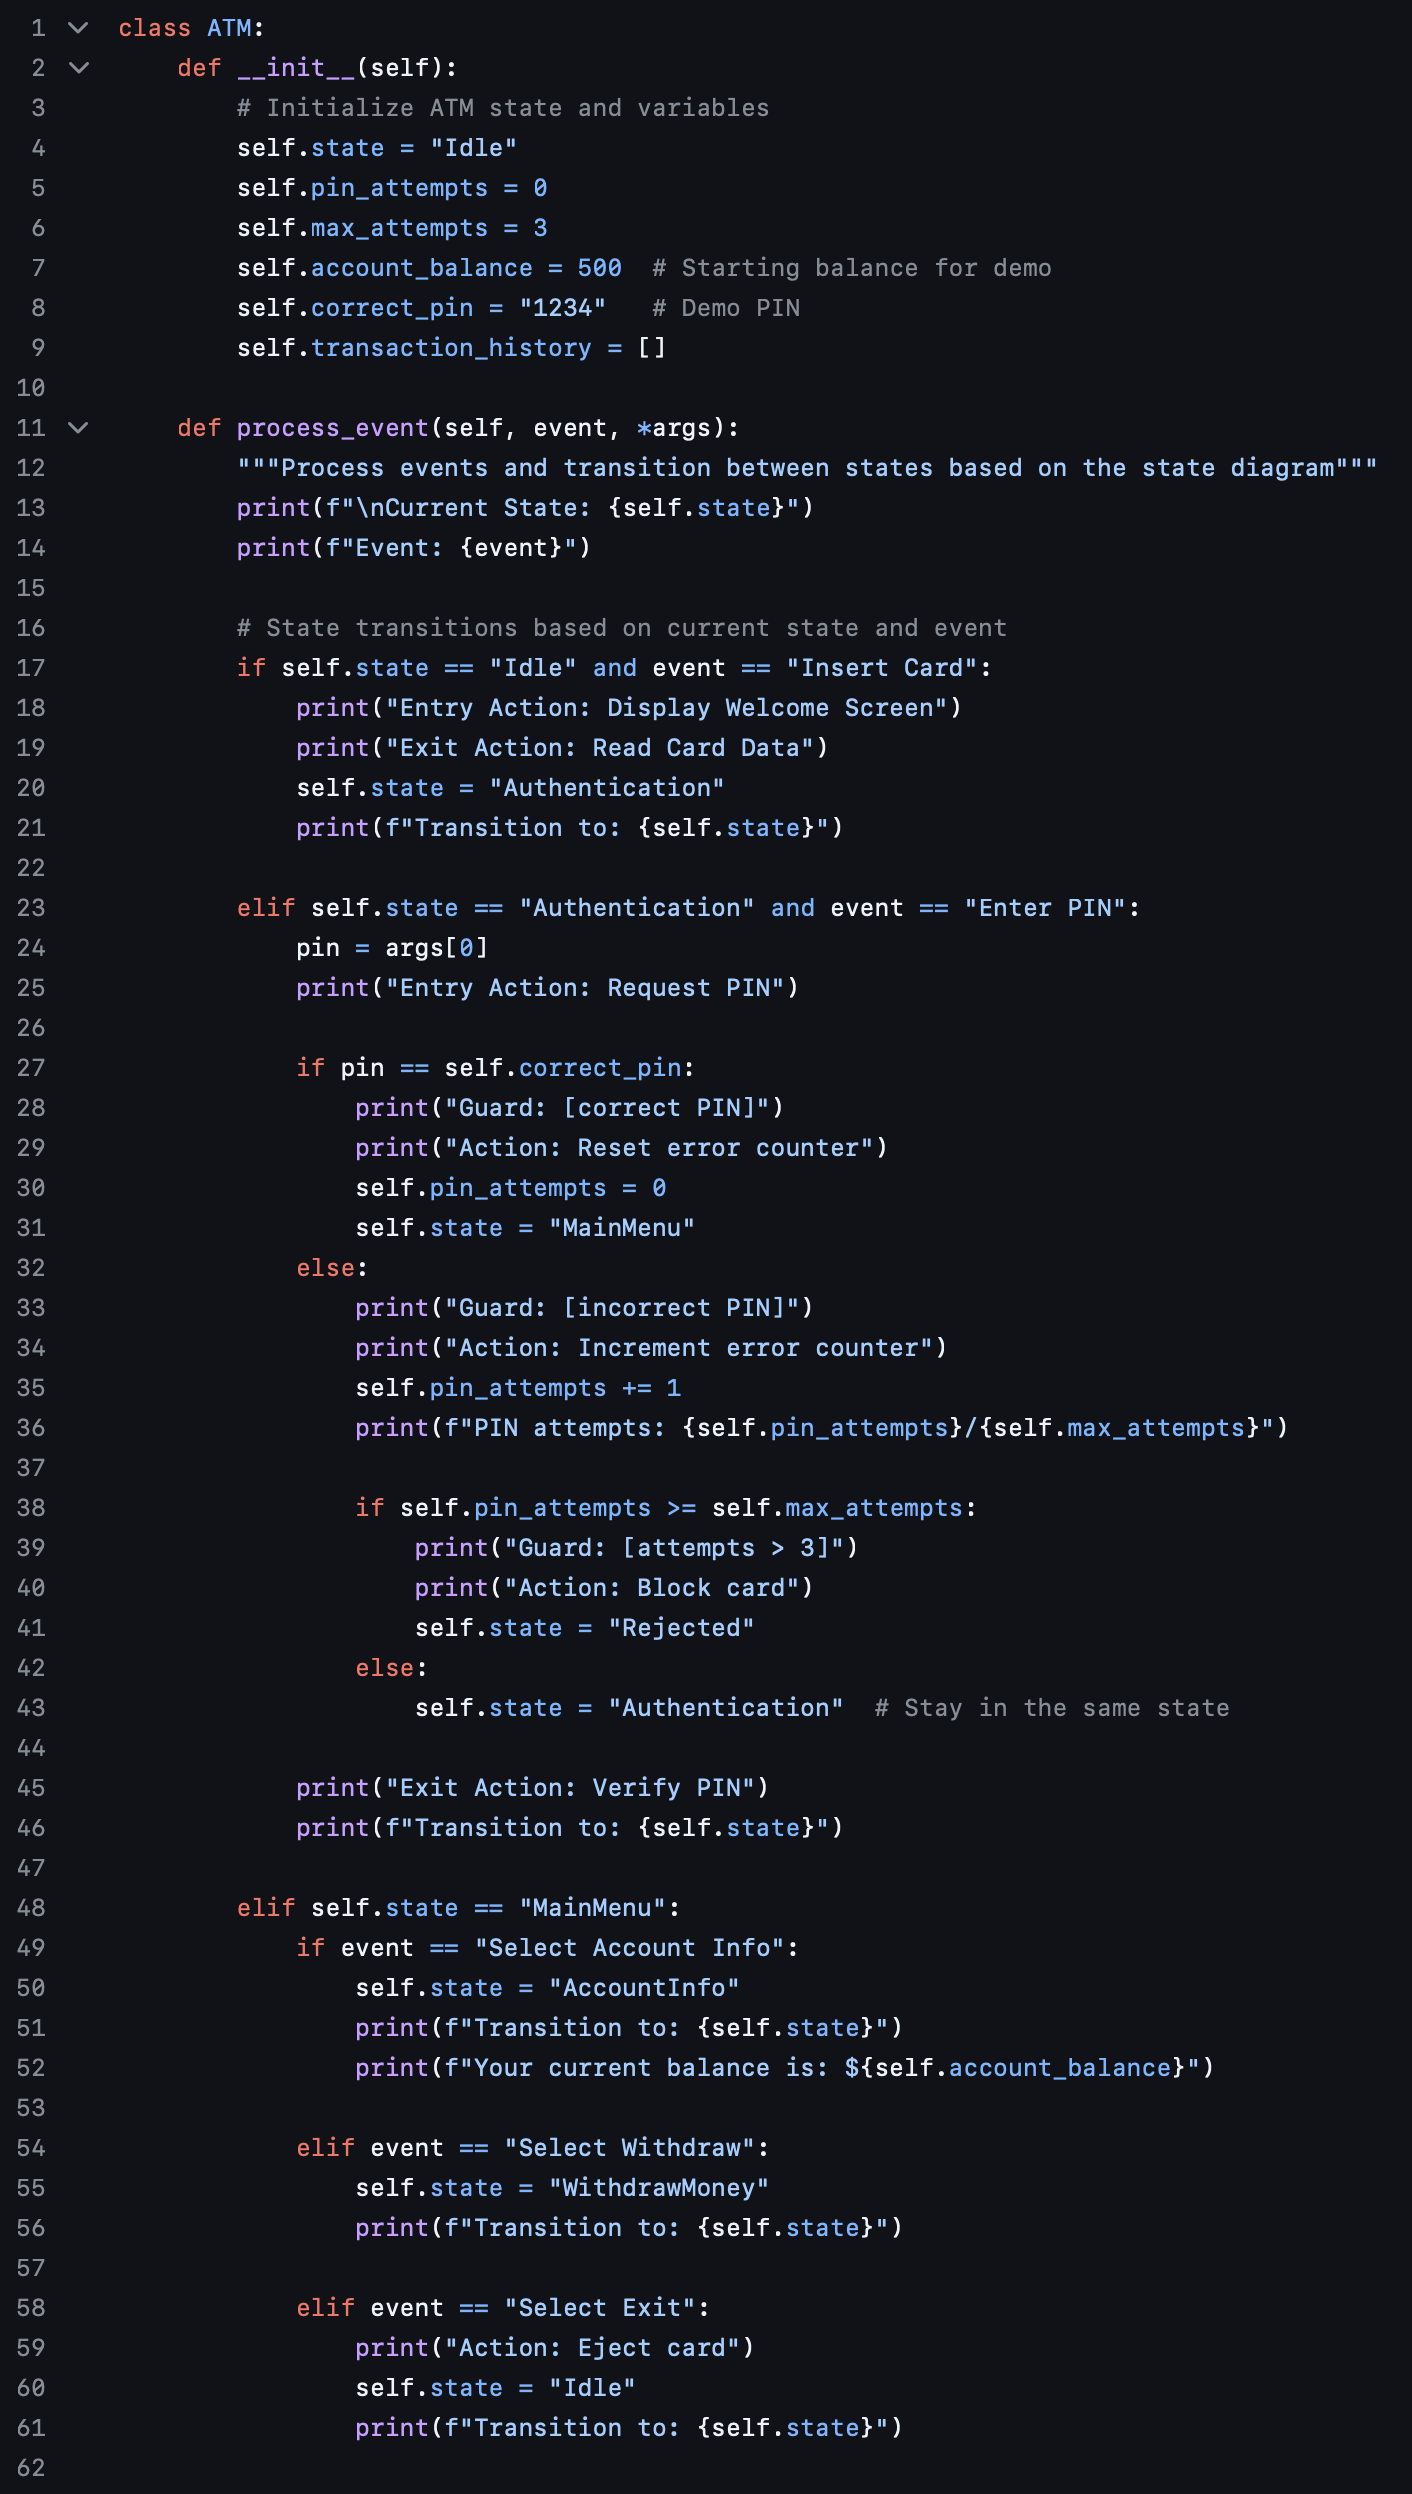 1 class ATM:
2     def __init__(self):
3         # Initialize ATM state and variables
4         self.state = "Idle"
5         self.pin_attempts = 0
6         self.max_attempts = 3
7         self.account_balance = 500  # Starting balance for demo
8         self.correct_pin = "1234"   # Demo PIN
9         self.transaction_history = []
10
11     def process_event(self, event, *args):
12         """Process events and transition between states based on the state diagram"""
13         print(f"\nCurrent State: {self.state}")
14         print(f"Event: {event}")
15
16         # State transitions based on current state and event
17         if self.state == "Idle" and event == "Insert Card":
18             print("Entry Action: Display Welcome Screen")
19             print("Exit Action: Read Card Data")
20             self.state = "Authentication"
21             print(f"Transition to: {self.state}")
22
23         elif self.state == "Authentication" and event == "Enter PIN":
24             pin = args[0]
25             print("Entry Action: Request PIN")
26
27             if pin == self.correct_pin:
28                 print("Guard: [correct PIN]")
29                 print("Action: Reset error counter")
30                 self.pin_attempts = 0
31                 self.state = "MainMenu"
32             else:
33                 print("Guard: [incorrect PIN]")
34                 print("Action: Increment error counter")
35                 self.pin_attempts += 1
36                 print(f"PIN attempts: {self.pin_attempts}/{self.max_attempts}")
37
38                 if self.pin_attempts >= self.max_attempts:
39                     print("Guard: [attempts > 3]")
40                     print("Action: Block card")
41                     self.state = "Rejected"
42                 else:
43                     self.state = "Authentication"  # Stay in the same state
44
45             print("Exit Action: Verify PIN")
46             print(f"Transition to: {self.state}")
47
48         elif self.state == "MainMenu":
49             if event == "Select Account Info":
50                 self.state = "AccountInfo"
51                 print(f"Transition to: {self.state}")
52                 print(f"Your current balance is: ${self.account_balance}")
53
54             elif event == "Select Withdraw":
55                 self.state = "WithdrawMoney"
56                 print(f"Transition to: {self.state}")
57
58             elif event == "Select Exit":
59                 print("Action: Eject card")
60                 self.state = "Idle"
61                 print(f"Transition to: {self.state}")
62